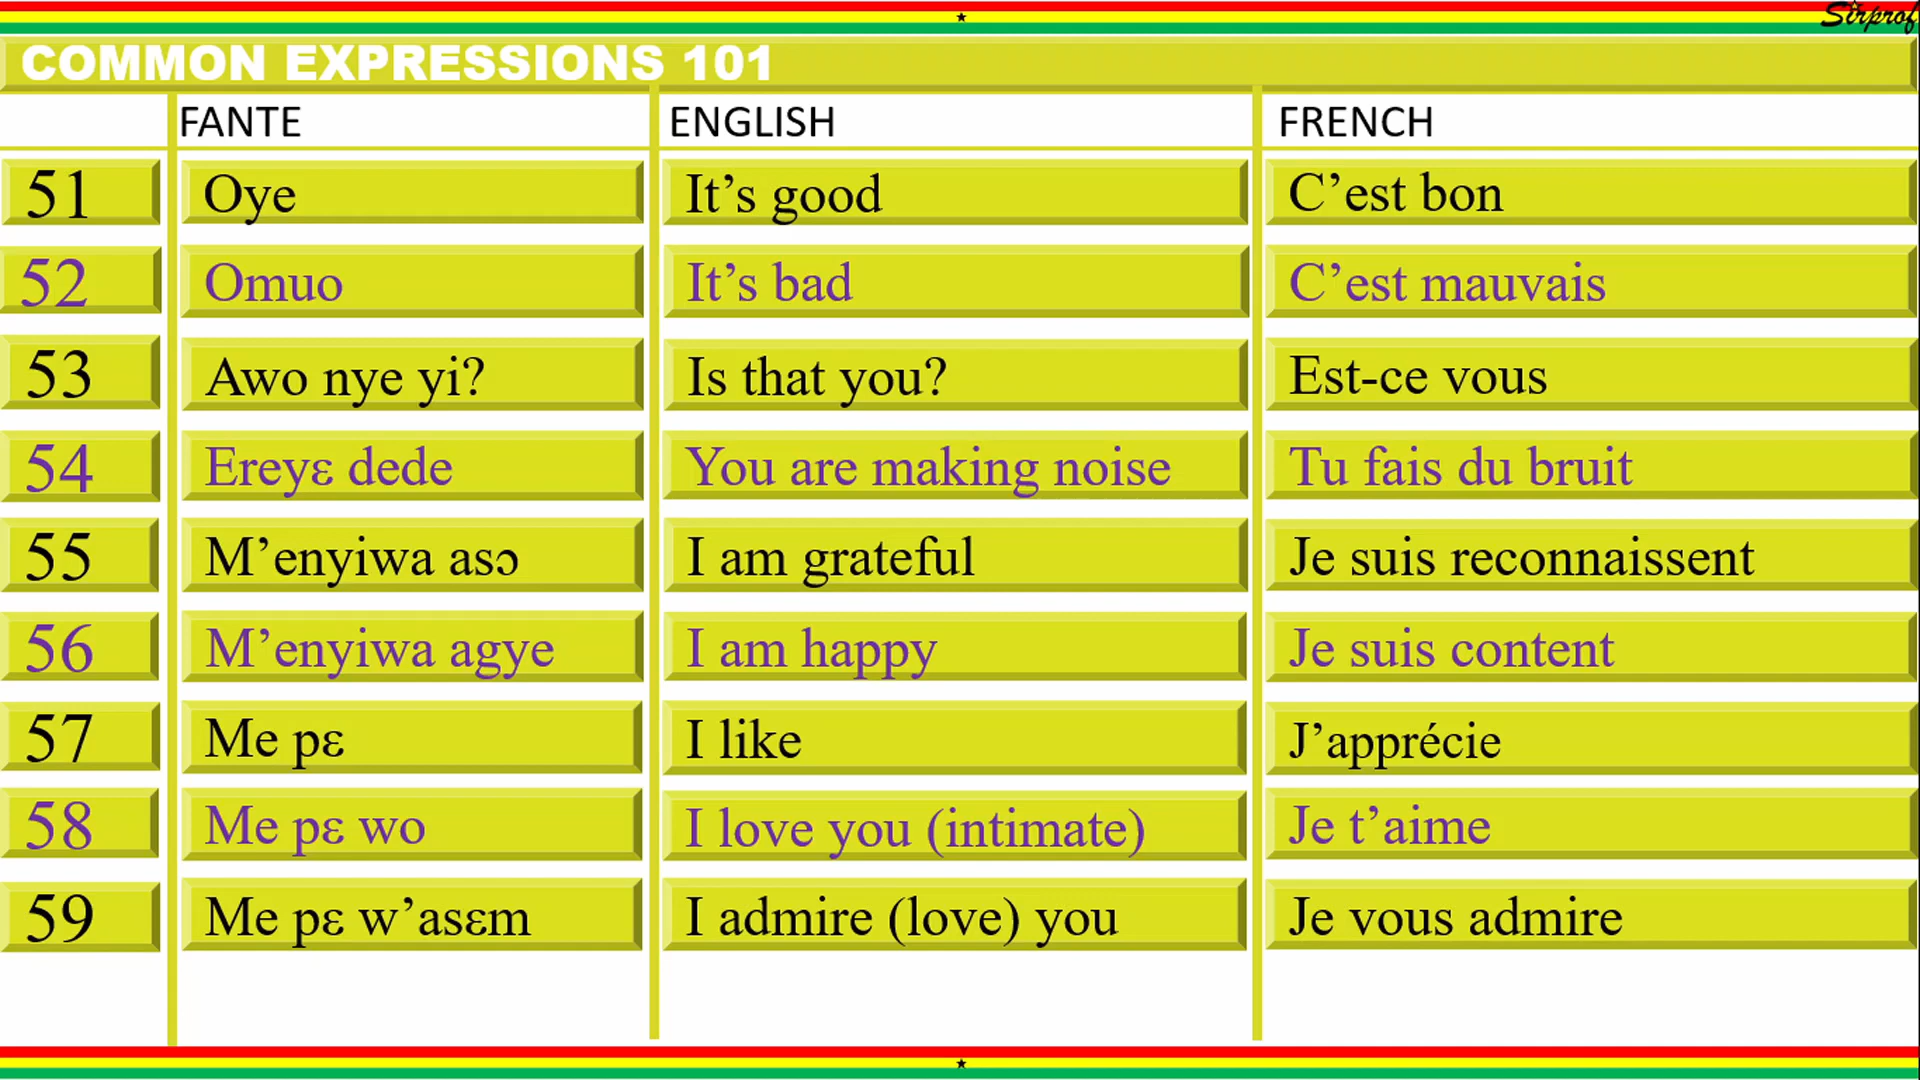 Sirprof
COMMON EXPRESSIONS 101
FANTE ENGLISH FRENCH
51 Oye It’s good C’est bon
52 Omuo It’s bad C’est mauvais
53 Awo nye yi? Is that you? Est-ce vous
54 Ereyɛ dede You are making noise Tu fais du bruit
55 M’enyiwa asɔ I am grateful Je suis reconnaissent
56 M’enyiwa agye I am happy Je suis content
57 Me pɛ I like J’apprécie
58 Me pɛ wo I love you (intimate) Je t’aime
59 Me pɛ w’asɛm I admire (love) you Je vous admire